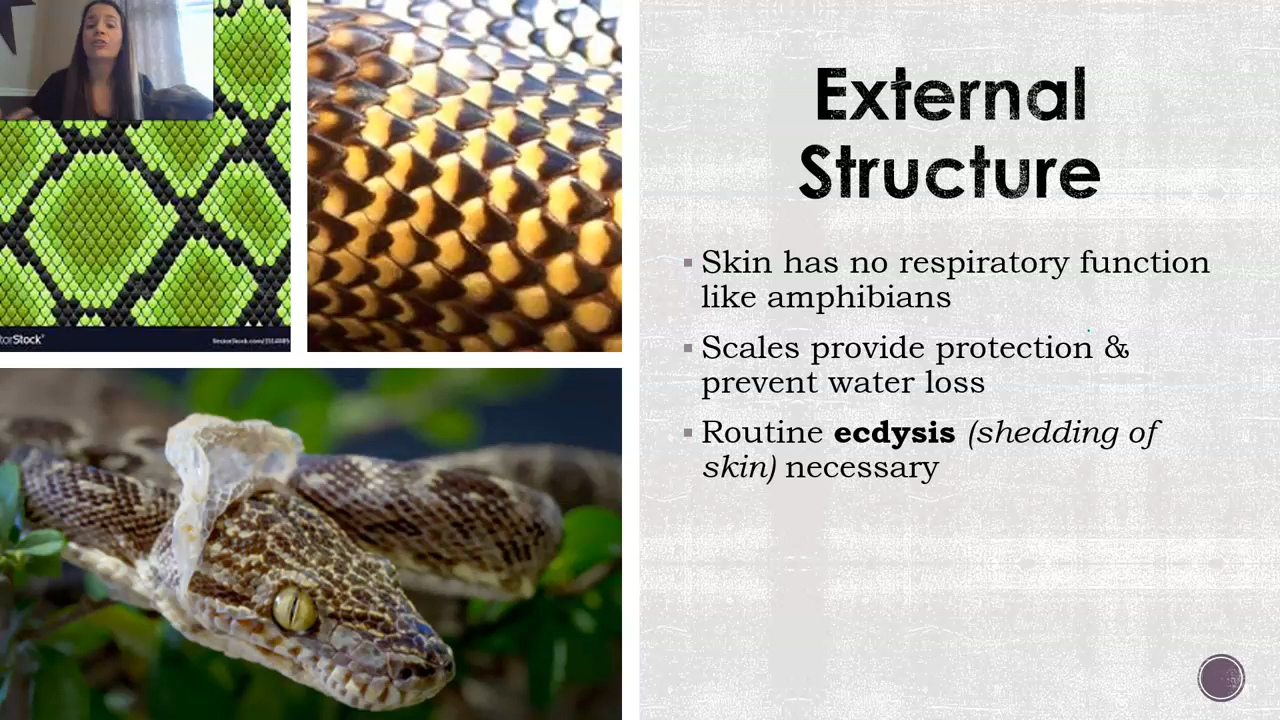 External
Structure
Skin has no respiratory function
like amphibians
Scales provide protection &
prevent water loss
Routine ecdysis (shedding of
skin) necessary
torStock